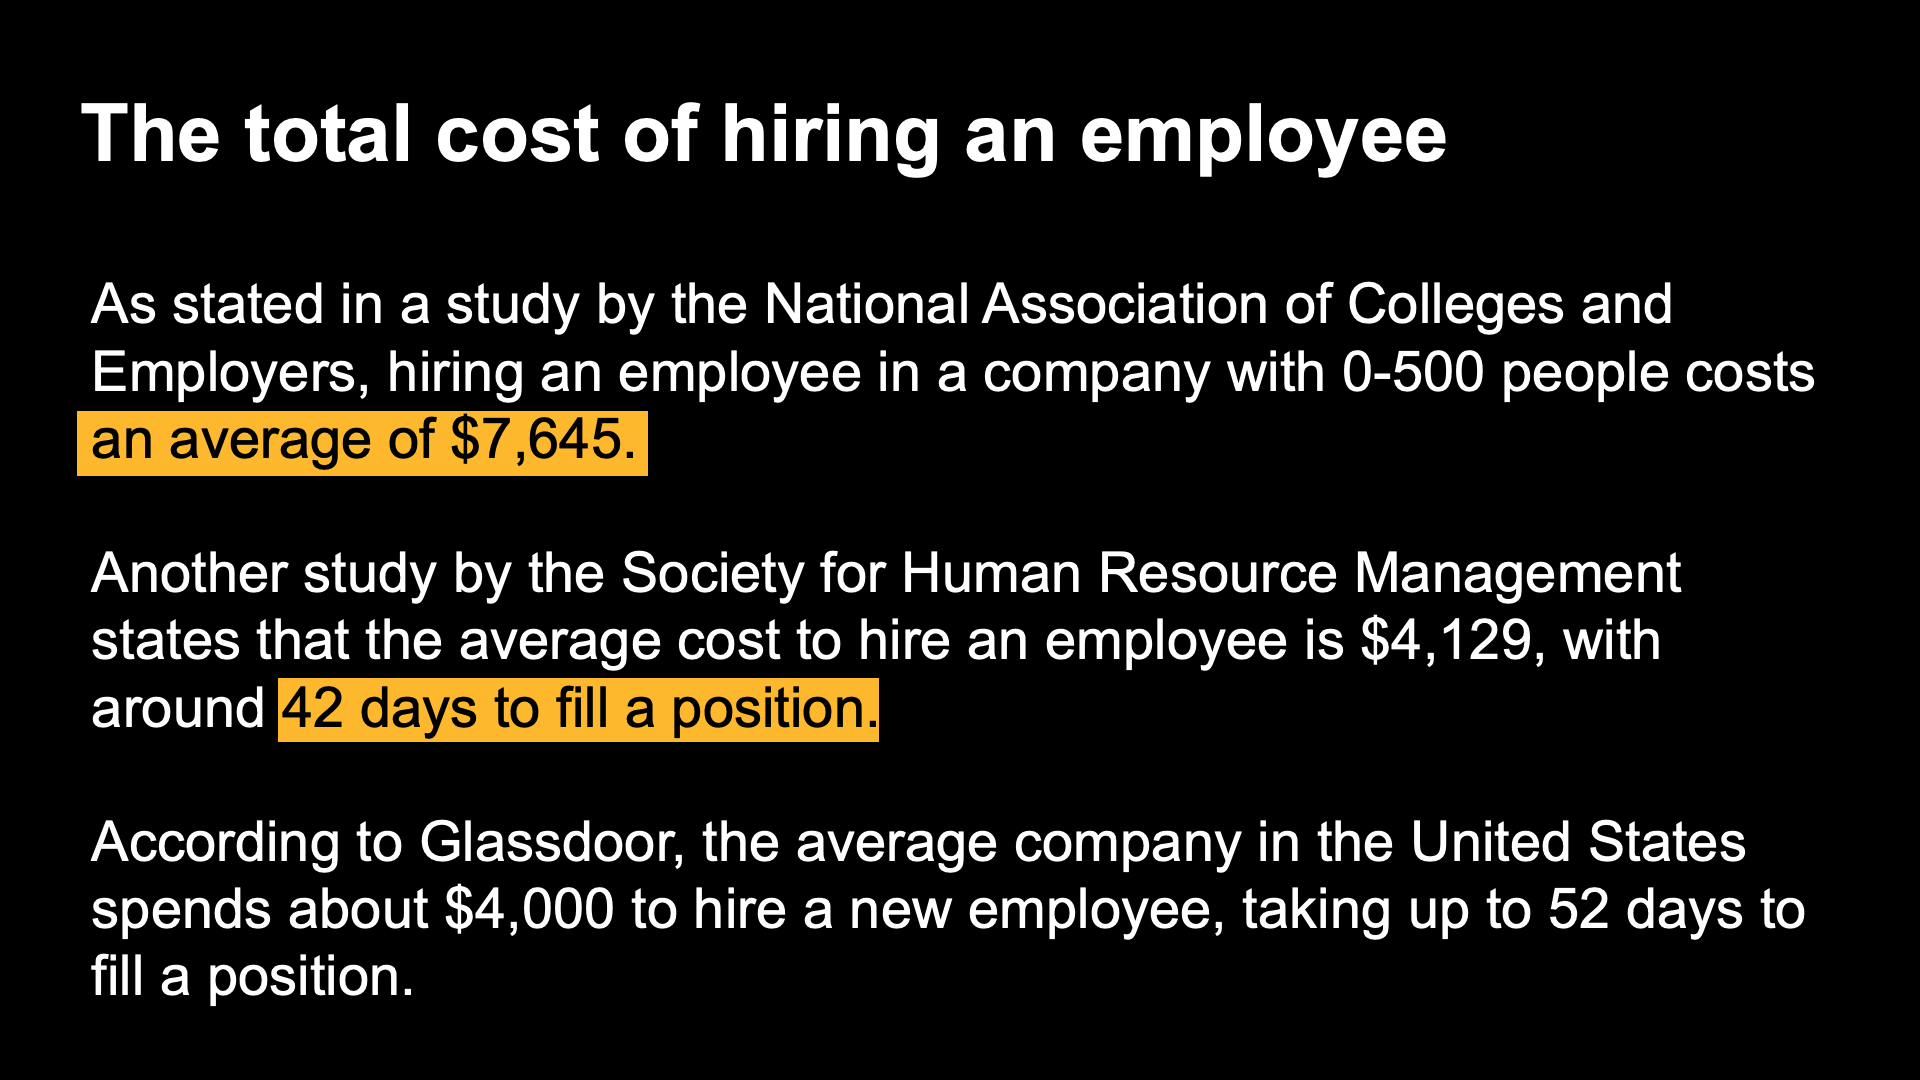 The total cost of hiring an employee
As stated in a study by the National Association of Colleges and
Employers, hiring an employee in a company with 0-500 people costs
an average of $7,645.
Another study by the Society for Human Resource Management
states that the average cost to hire an employee is $4,129, with
around 42 days to fill a position.
According to Glassdoor, the average company in the United States
spends about $4,000 to hire a new employee, taking up to 52 days to
fill a position.